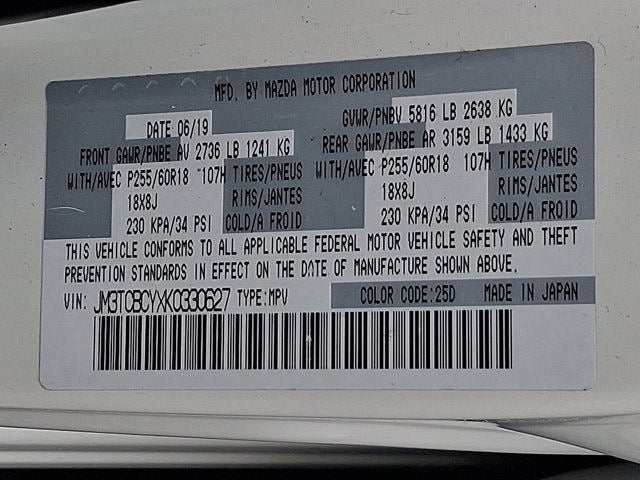 MFD. BY MAZDA MOTOR CORPORATION
DATE 06/19 GVWR/PNBV 5816 LB 2638 KG
FRONT GAWR/PNBE AV 2736 LB 1241 KG REAR GAWR/PNBE AR 3159 LB 1433 KG
WITH/AVEC P255/60R18 107H TIRES/PNEUS WITH/AVEC P255/60R18 107H TIRES/PNEUS
18X8J RIMS/JANTES 18X8J RIMS/JANTES
230 KPA/34 PSI COLD/A FROID 230 KPA/34 PSI COLD/A FROID
THIS VEHICLE CONFORMS TO ALL APPLICABLE FEDERAL MOTOR VEHICLE SAFETY AND THEFT
PREVENTION STANDARDS IN EFFECT ON THE DATE OF MANUFACTURE SHOWN ABOVE.
VIN: JM3TCBCYXK0330627 TYPE:MPV COLOR CODE:25D MADE IN JAPAN